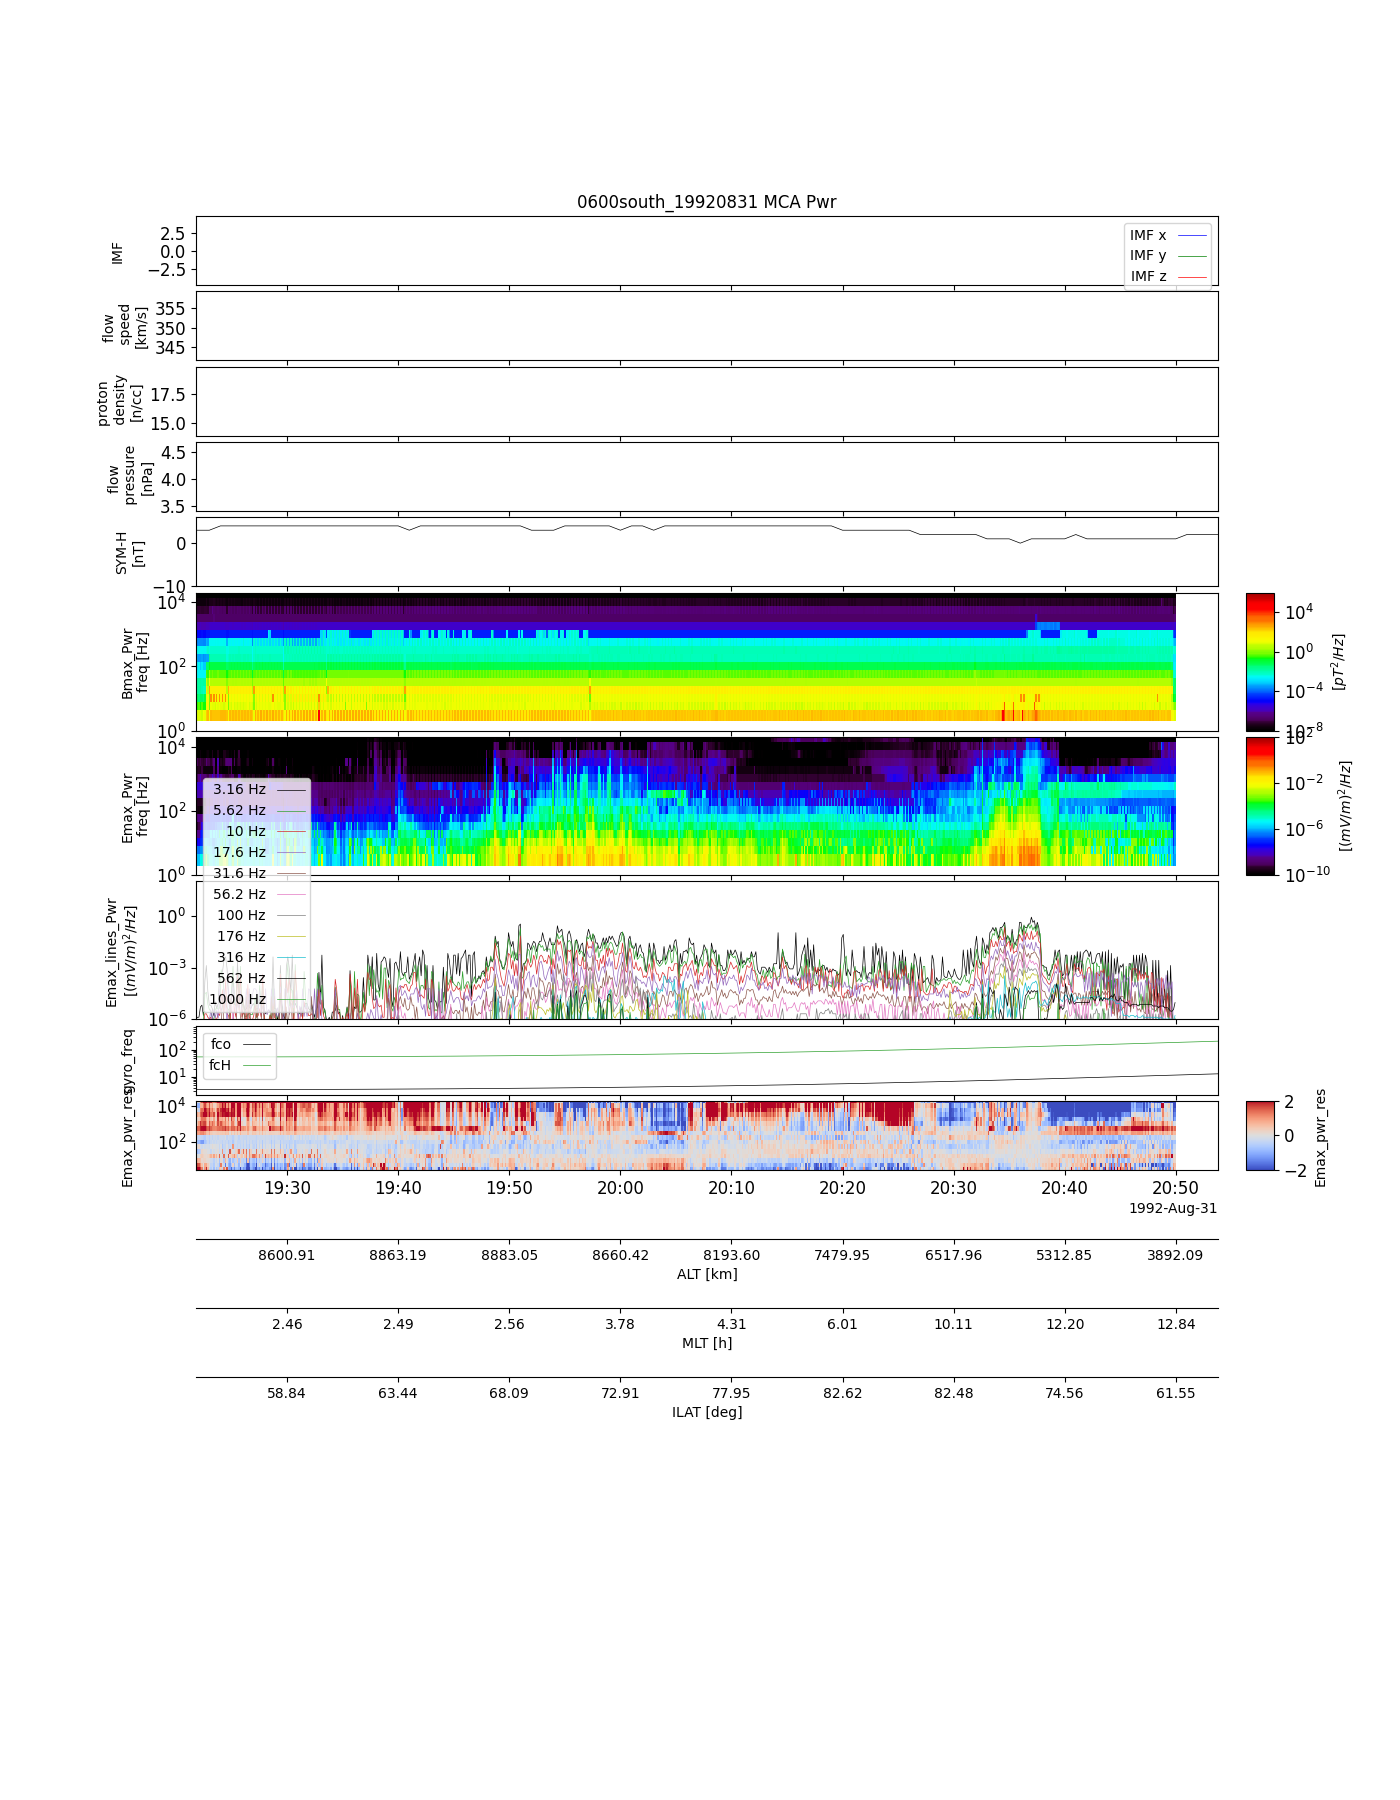 0600south_19920831 MCA Pwr
IMF
2.5
0.0
−2.5
IMF x
IMF y
IMF z
flow
speed
[km/s]
355
350
345
proton
density
[n/cc]
17.5
15.0
flow
pressure
[nPa]
4.5
4.0
3.5
SYM-H
[nT]
0
−10
Bmax_Pwr
freq [Hz]
10^4
10^2
10^0
10^4
10^0
10^−4
10^−8
[pT^2/Hz]
Emax_Pwr
freq [Hz]
10^4
10^2
10^0
10^2
10^−2
10^−6
10^−10
[(mV/m)^2/Hz]
3.16 Hz
5.62 Hz
10 Hz
17.6 Hz
31.6 Hz
56.2 Hz
100 Hz
176 Hz
316 Hz
562 Hz
1000 Hz
Emax_lines_Pwr
[(mV/m)^2/Hz]
10^0
10^−3
10^−6
gyro_freq
10^2
10^1
fco
fcH
Emax_pwr_res
10^4
10^2
2
0
−2
Emax_pwr_res
19:30 19:40 19:50 20:00 20:10 20:20 20:30 20:40 20:50
1992-Aug-31
8600.91 8863.19 8883.05 8660.42 8193.60 7479.95 6517.96 5312.85 3892.09
ALT [km]
2.46 2.49 2.56 3.78 4.31 6.01 10.11 12.20 12.84
MLT [h]
58.84 63.44 68.09 72.91 77.95 82.62 82.48 74.56 61.55
ILAT [deg]